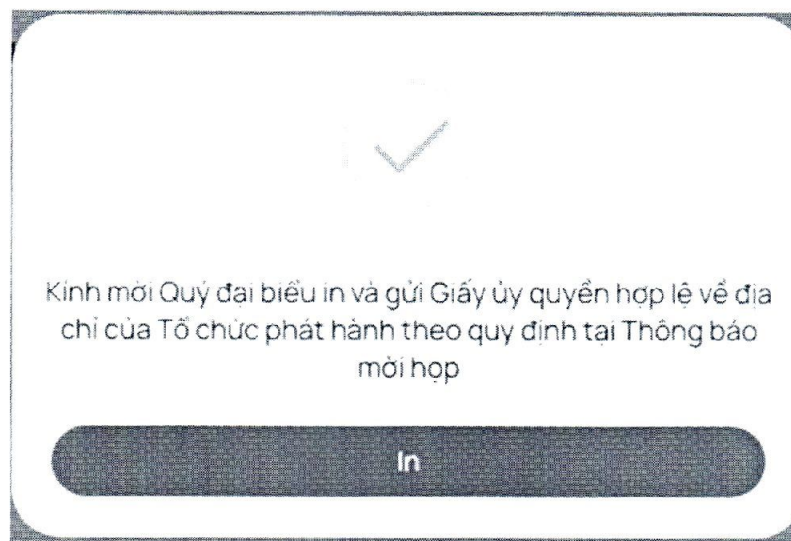 Kính mời Quý đại biểu in và gửi Giấy ủy quyền hợp lệ về địa
chỉ của Tổ chức phát hành theo quy định tại Thông báo
mời họp
In